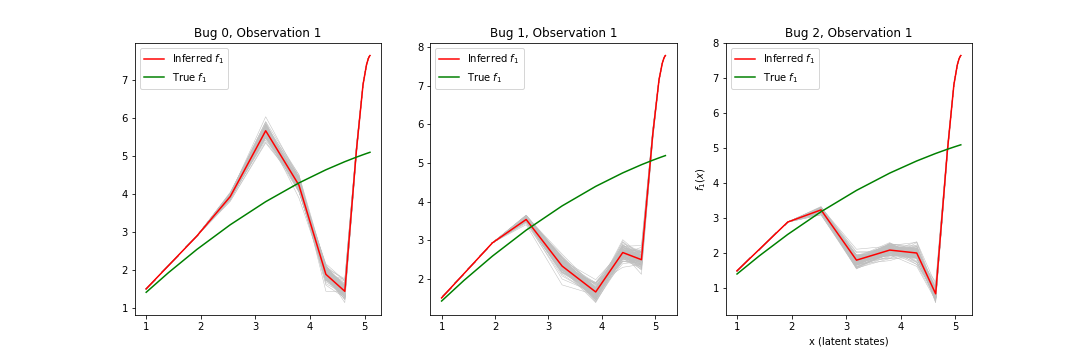 Bug 0, Observation 1
Inferred f₁
True f₁
7
6
5
4
3
2
1
1 2 3 4 5
Bug 1, Observation 1
Inferred f₁
True f₁
8
7
6
5
4
3
2
1 2 3 4 5
Bug 2, Observation 1
Inferred f₁
True f₁
f₁(x)
8
7
6
5
4
3
2
1
1 2 3 4 5
x (latent states)